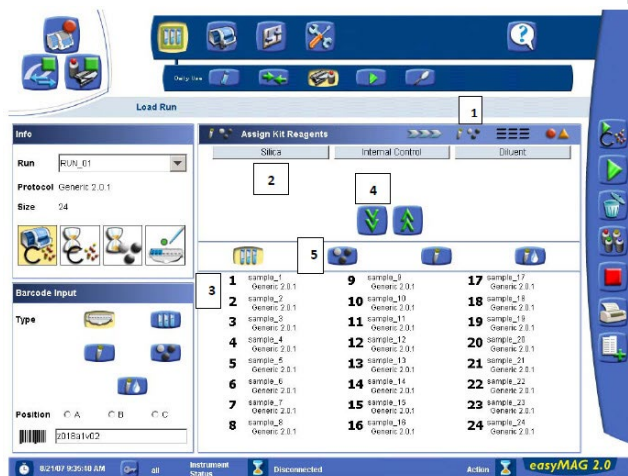 Daily Use
Load Run
1
Info
Run RUN_01
Protocol Generic 2.0.1
Size 24
Assign Kit Reagents
Silica Internal Control Diluent
2
4
5
3
1 sample_1 Generic 2.0.1
2 sample_2 Generic 2.0.1
3 sample_3 Generic 2.0.1
4 sample_4 Generic 2.0.1
5 sample_5 Generic 2.0.1
6 sample_6 Generic 2.0.1
7 sample_7 Generic 2.0.1
8 sample_8 Generic 2.0.1
9 sample_9 Generic 2.0.1
10 sample_10 Generic 2.0.1
11 sample_11 Generic 2.0.1
12 sample_12 Generic 2.0.1
13 sample_13 Generic 2.0.1
14 sample_14 Generic 2.0.1
15 sample_15 Generic 2.0.1
16 sample_16 Generic 2.0.1
17 sample_17 Generic 2.0.1
18 sample_18 Generic 2.0.1
19 sample_19 Generic 2.0.1
20 sample_20 Generic 2.0.1
21 sample_21 Generic 2.0.1
22 sample_22 Generic 2.0.1
23 sample_23 Generic 2.0.1
24 sample_24 Generic 2.0.1
Barcode Input
Type
Position A B C
z018a1v02
8/21/07 9:35:40 AM all Instrument Status Disconnected Action easyMAG 2.0